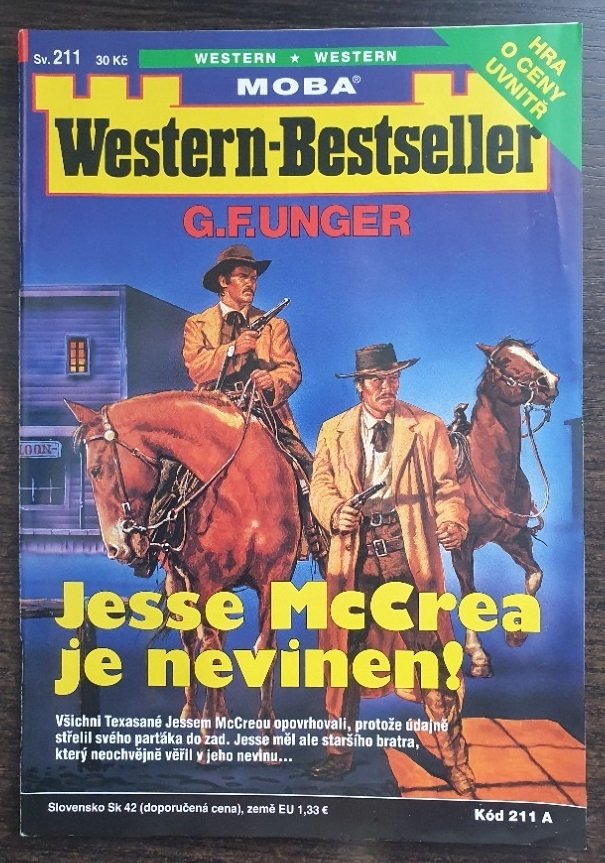 Sv. 211 30 Kč
WESTERN ★ WESTERN
HRA
O CENY
UVNITŘ
MOBA®
Western-Bestseller
G.F.UNGER
OON
Jesse McCrea
je nevinen!
Všichni Texasané Jessem McCreou opovrhovali, protože údajně
střelil svého parťáka do zad. Jesse měl ale staršího bratra,
který neochvějně věřil v jeho nevinu...
Slovensko Sk 42 (doporučená cena), země EU 1,33 €
Kód 211 A